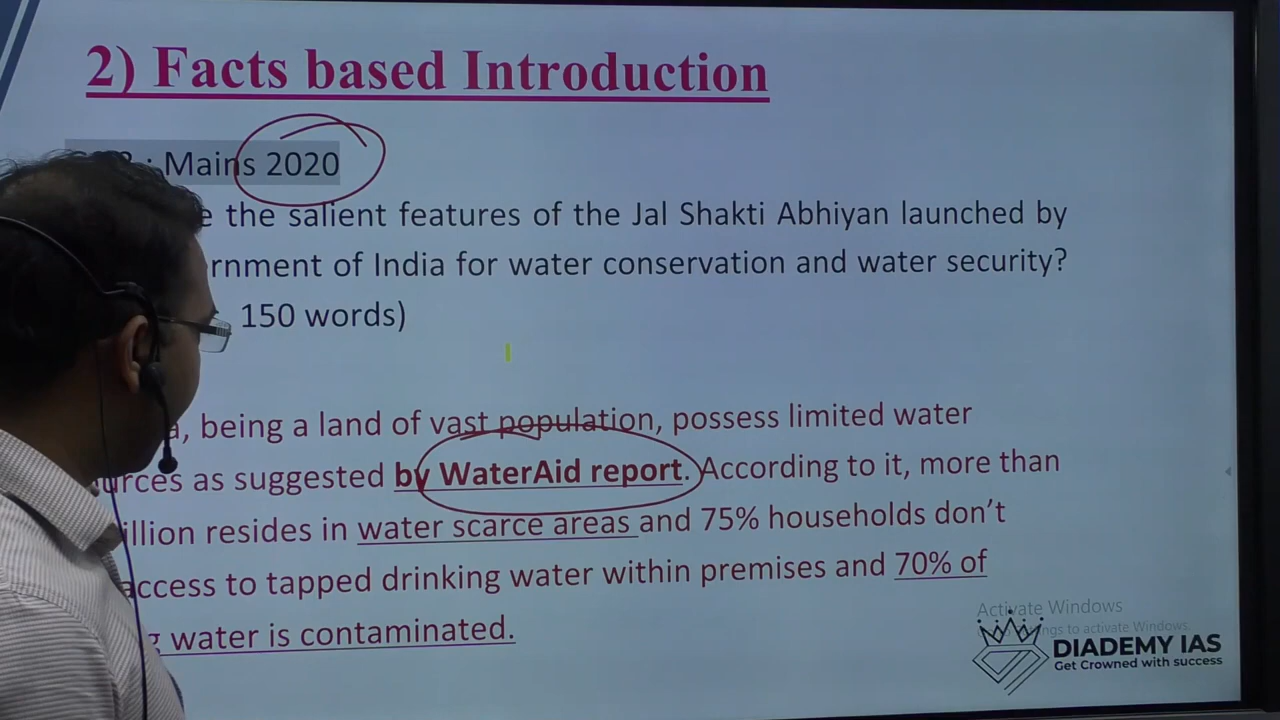 2) Facts based Introduction
: Mains 2020
the salient features of the Jal Shakti Abhiyan launched by
of India for water conservation and water security?
150 words)
being a land of vast population, possess limited water
as suggested by WaterAid report. According to it, more than
resides in water scarce areas and 75% households don’t
access to tapped drinking water within premises and 70% of
water is contaminated.
Activate Windows
to activate Windows.
DIADEMY IAS
Get Crowned with success